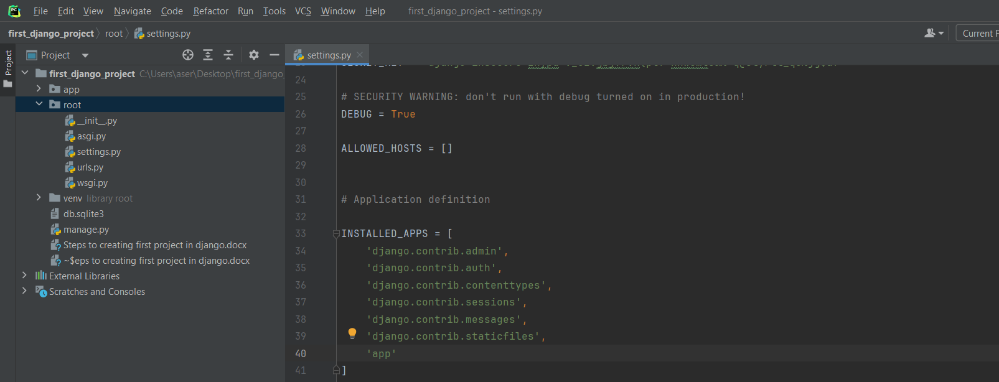 PC File Edit View Navigate Code Refactor Run Tools VCS Window Help first_django_project - settings.py
first_django_project root settings.py Current F
Project
Project
settings.py
first_django_project C:\Users\aser\Desktop\first_django_
app
root
__init__.py
asgi.py
settings.py
urls.py
wsgi.py
venv library root
db.sqlite3
manage.py
Steps to creating first project in django.docx
~$eps to creating first project in django.docx
External Libraries
Scratches and Consoles
24
25 # SECURITY WARNING: don't run with debug turned on in production!
26 DEBUG = True
27
28 ALLOWED_HOSTS = []
29
30
31 # Application definition
32
33 INSTALLED_APPS = [
34 'django.contrib.admin',
35 'django.contrib.auth',
36 'django.contrib.contenttypes',
37 'django.contrib.sessions',
38 'django.contrib.messages',
39 'django.contrib.staticfiles',
40 'app'
41 ]